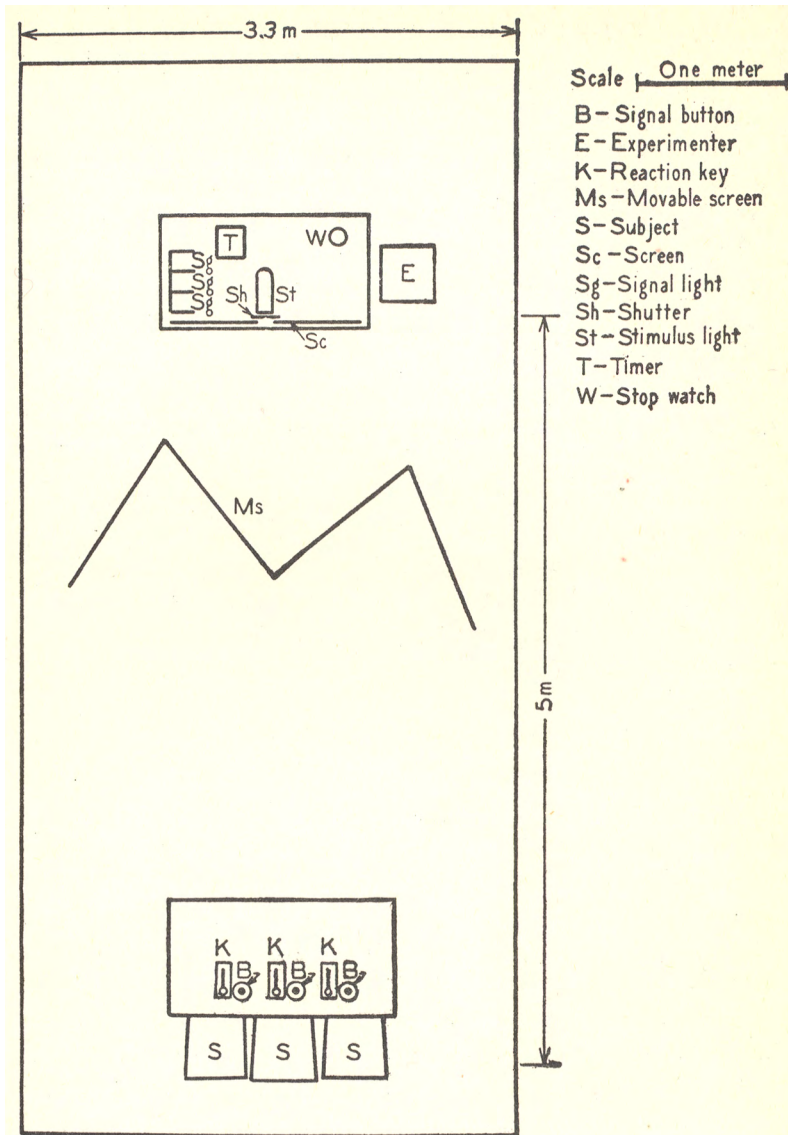 3.3 m
Scale One meter
B-Signal button
E-Experimenter
K-Reaction key
Ms-Movable screen
S-Subject
Sc-Screen
Sg-Signal light
Sh-Shutter
St-Stimulus light
T-Timer
W-Stop watch
T
W
Sg
Sg
Sg
Sh
St
E
Sc
Ms
5m
K K K
B B B
S S S